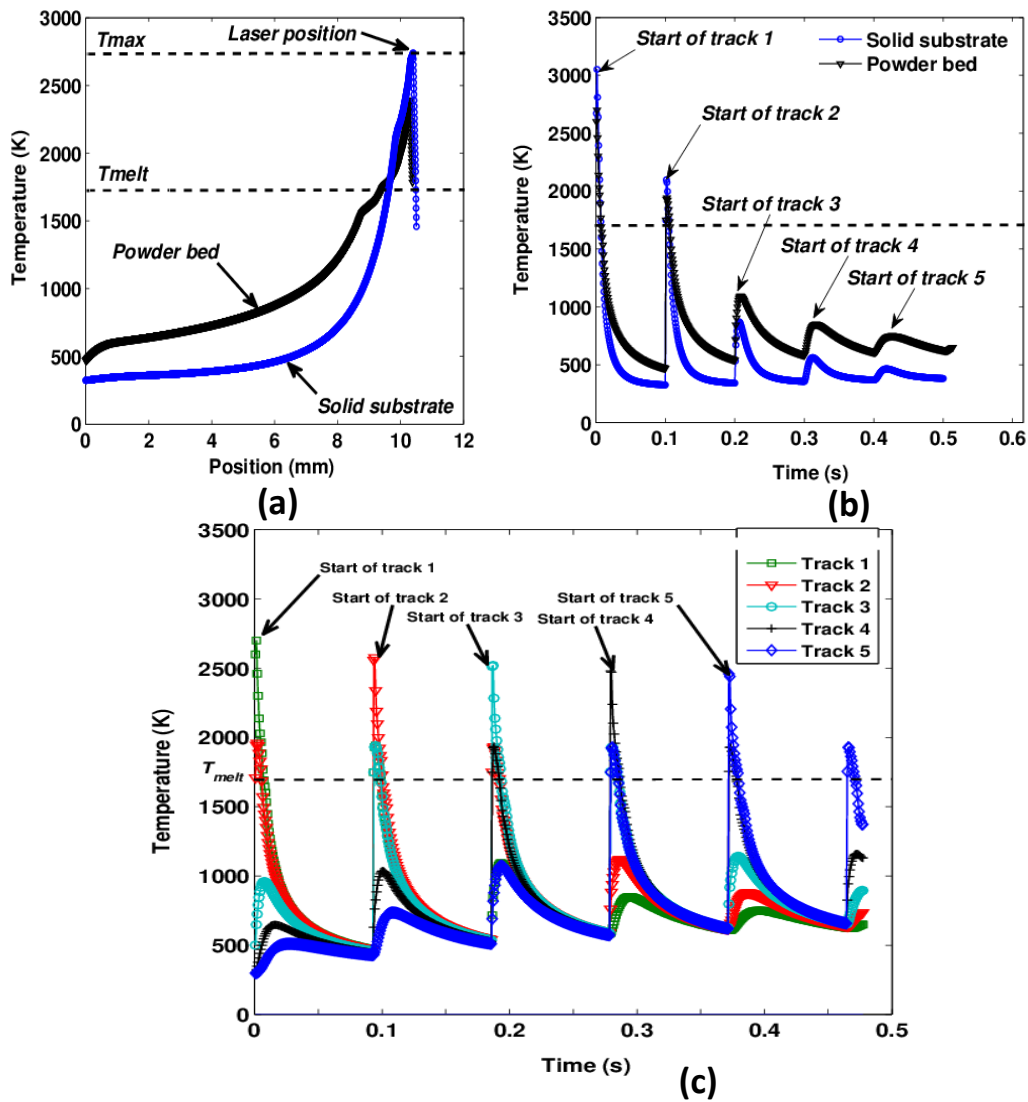 3000
2500
2000
1500
1000
500
0
Temperature (K)
Tmax
Laser position
Tmelt
Powder bed
Solid substrate
0 2 4 6 8 10 12
Position (mm)
(a)
3500
3000
2500
2000
1500
1000
500
0
Temperature (K)
Start of track 1
Solid substrate
Powder bed
Start of track 2
Start of track 3
Start of track 4
Start of track 5
0 0.1 0.2 0.3 0.4 0.5 0.6
Time (s)
(b)
3500
3000
2500
2000
1500
1000
500
0
Temperature (K)
Start of track 1
Start of track 2
Start of track 3
Start of track 5
Start of track 4
Track 1
Track 2
Track 3
Track 4
Track 5
Tmelt
0 0.1 0.2 0.3 0.4 0.5
Time (s)
(c)